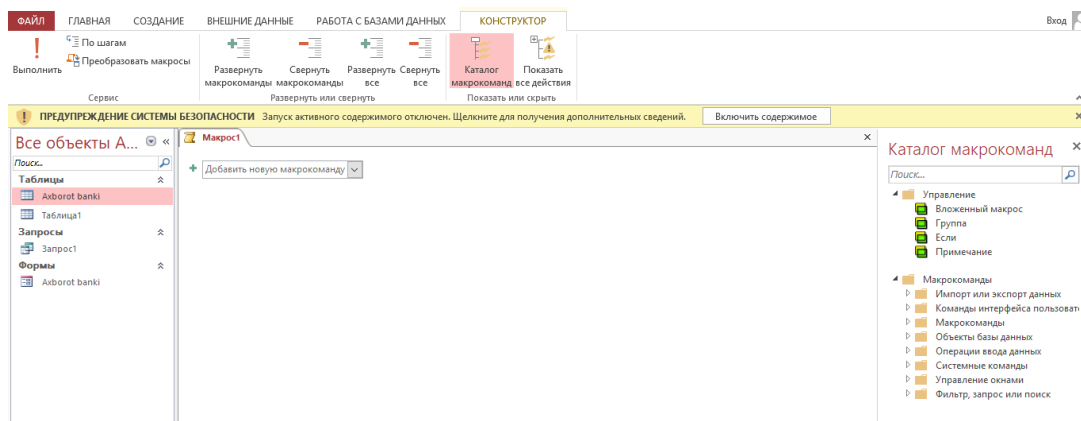 ФАЙЛ ГЛАВНАЯ СОЗДАНИЕ ВНЕШНИЕ ДАННЫЕ РАБОТА С БАЗАМИ ДАННЫХ КОНСТРУКТОР Вход
Выполнить
По шагам
Преобразовать макросы
Сервис
Развернуть макрокоманды
Свернуть макрокоманды
Развернуть все
Свернуть все
Развернуть или свернуть
Каталог макрокоманд
Показать все действия
Показать или скрыть
ПРЕДУПРЕЖДЕНИЕ СИСТЕМЫ БЕЗОПАСНОСТИ Запуск активного содержимого отключен. Щелкните для получения дополнительных сведений. Включить содержимое
Все объекты A...
Поиск...
Таблицы
Axborot banki
Таблица1
Запросы
Запрос1
Формы
Axborot banki
Макрос1
Добавить новую макрокоманду
Каталог макрокоманд
Поиск...
Управление
Вложенный макрос
Группа
Если
Примечание
Макрокоманды
Импорт или экспорт данных
Команды интерфейса пользоват
Макрокоманды
Объекты базы данных
Операции ввода данных
Системные команды
Управление окнами
Фильтр, запрос или поиск